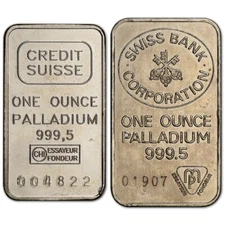 CREDIT
SUISSE
ONE OUNCE
PALLADIUM
999,5
CHI ESSAYEUR
FONDEUR
004822
SWISS BANK
CORPORATION
ONE OUNCE
PALLADIUM
999.5
01907